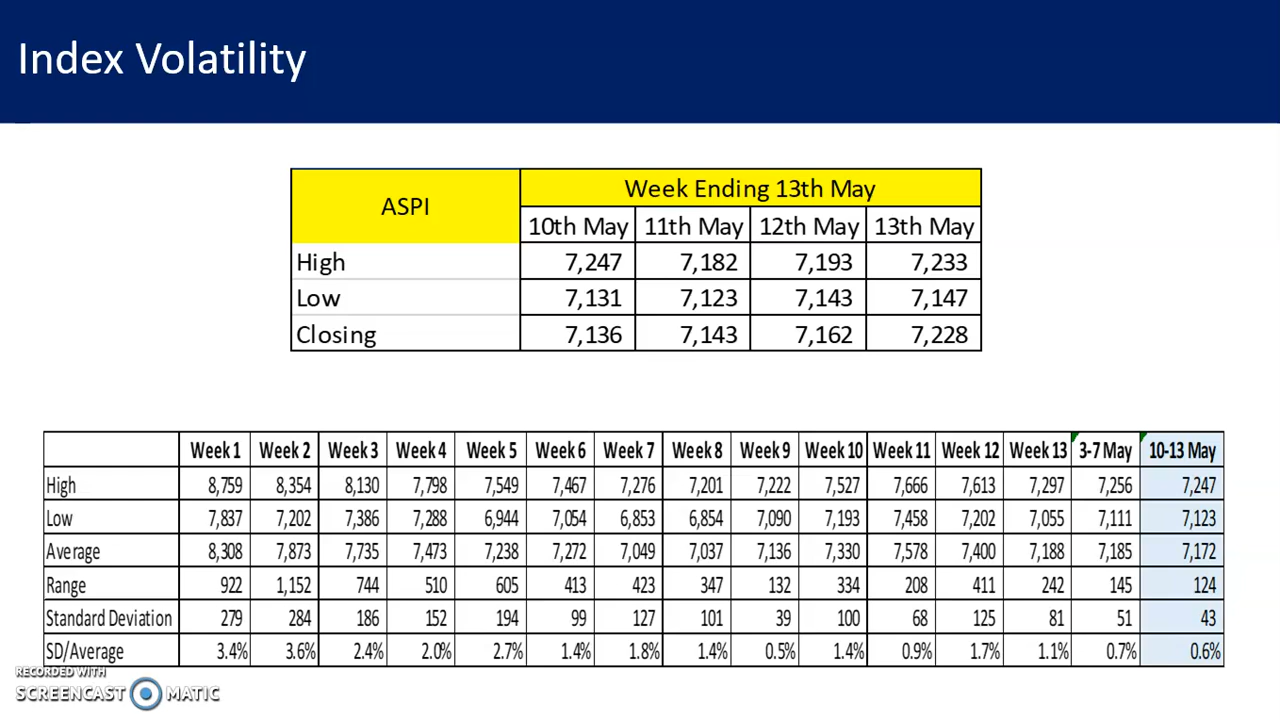 Index Volatility
ASPI
Week Ending 13th May
10th May 11th May 12th May 13th May
High 7,247 7,182 7,193 7,233
Low 7,131 7,123 7,143 7,147
Closing 7,136 7,143 7,162 7,228
Week 1 Week 2 Week 3 Week 4 Week 5 Week 6 Week 7 Week 8 Week 9 Week 10 Week 11 Week 12 Week 13 3-7 May 10-13 May
High 8,759 8,354 8,130 7,798 7,549 7,467 7,276 7,201 7,222 7,527 7,666 7,613 7,297 7,256 7,247
Low 7,837 7,202 7,386 7,288 6,944 7,054 6,853 6,854 7,090 7,193 7,458 7,202 7,055 7,111 7,123
Average 8,308 7,873 7,735 7,473 7,238 7,272 7,049 7,037 7,136 7,330 7,578 7,400 7,188 7,185 7,172
Range 922 1,152 744 510 605 413 423 347 132 334 208 411 242 145 124
Standard Deviation 279 284 186 152 194 99 127 101 39 100 68 125 81 51 43
SD/Average 3.4% 3.6% 2.4% 2.0% 2.7% 1.4% 1.8% 1.4% 0.5% 1.4% 0.9% 1.7% 1.1% 0.7% 0.6%
RECORDED WITH
SCREENCAST MATIC